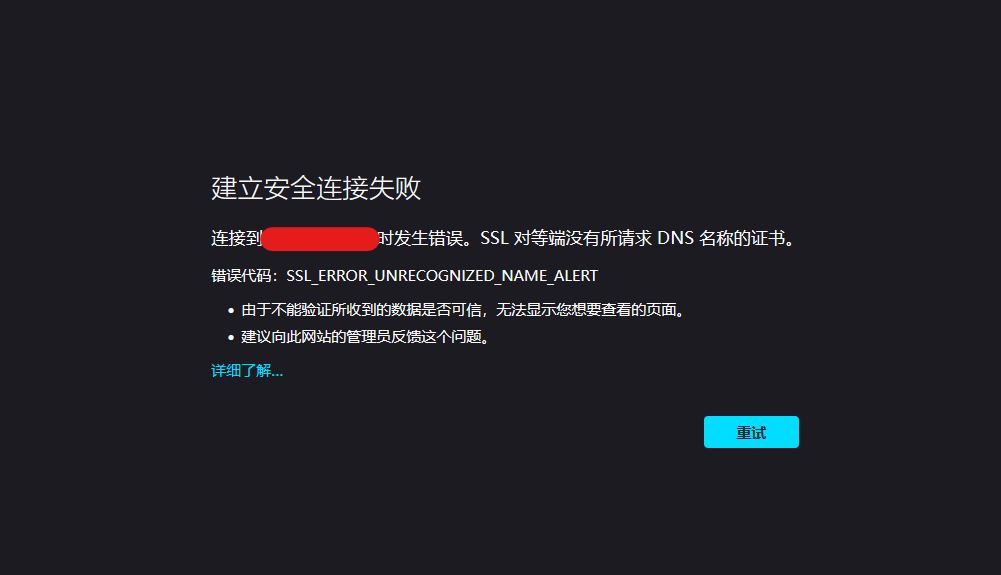 建立安全连接失败
连接到时发生错误。SSL 对等端没有所请求 DNS 名称的证书。
错误代码：SSL_ERROR_UNRECOGNIZED_NAME_ALERT
• 由于不能验证所收到的数据是否可信，无法显示您想要查看的页面。
• 建议向此网站的管理员反馈这个问题。
详细了解…
重试